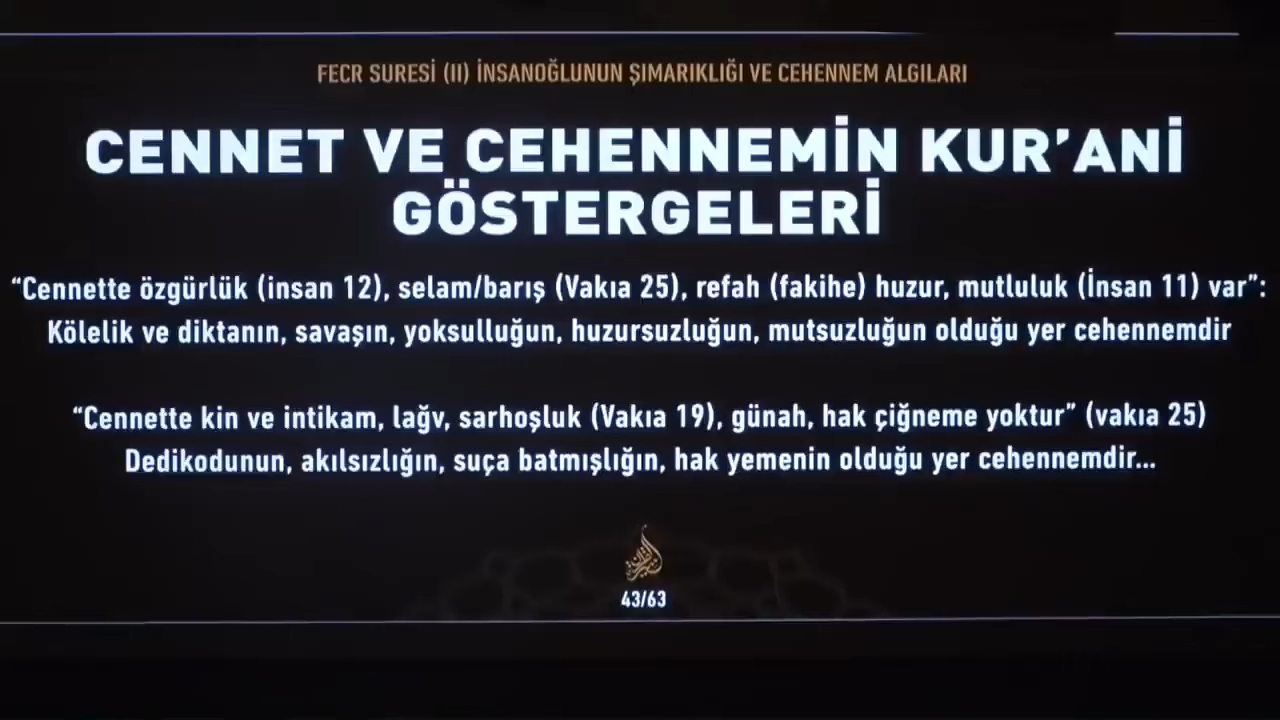 FECR SURESİ (II) İNSANOĞLUNUN ŞIMARIKLIĞI VE CEHENNEM ALGILARI
CENNET VE CEHENNEMİN KUR’ANİ
GÖSTERGELERİ
“Cennette özgürlük (insan 12), selam/barış (Vakıa 25), refah (fakihe) huzur, mutluluk (İnsan 11) var”:
Kölelik ve diktanın, savaşın, yoksulluğun, huzursuzluğun, mutsuzluğun olduğu yer cehennemdir
“Cennette kin ve intikam, lağv, sarhoşluk (Vakıa 19), günah, hak çiğneme yoktur” (vakıa 25)
Dedikodunun, akılsızlığın, suça batmışlığın, hak yemenin olduğu yer cehennemdir...
43/63